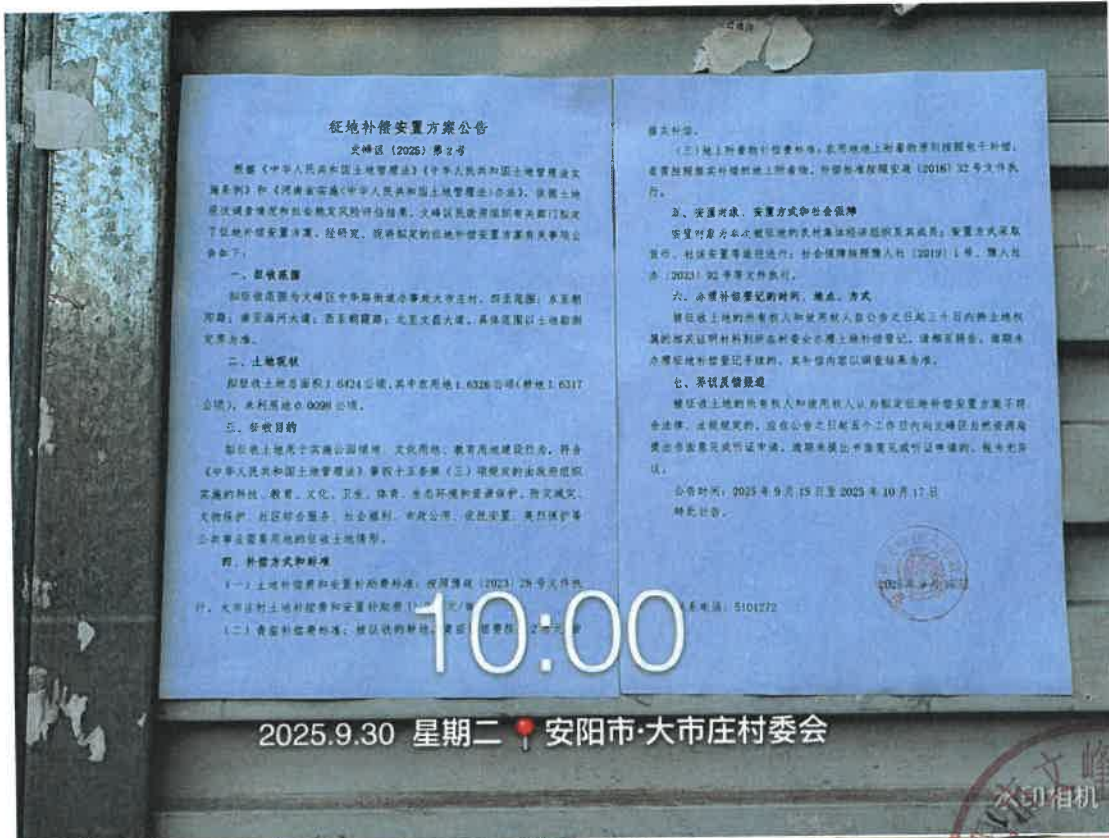 征地补偿安置方案公告
文峰区〔2025〕第2号
根据《中华人民共和国土地管理法》《中华人民共和国土地管理法实
施条例》和《河南省实施〈中华人民共和国土地管理法〉办法》，依据土地
现状调查情况和社会稳定风险评估结果，文峰区民政府组织有关部门拟定
了征地补偿安置方案。经研究，现将拟定的征地补偿安置方案有关事项公
告如下：
一、征收范围
拟征收范围为文峰区中华路街道办事处大市庄村，四至范围：东至朝
阳路；南至海河大道；西至朝霞路；北至文昌大道。具体范围以土地勘测
定界为准。
二、土地现状
拟征收土地总面积1.6424公顷，其中农用地1.6326公顷（耕地1.6317
公顷），未利用地0.0098公顷。
三、征收目的
拟征收土地用于实施公园绿地、文化用地、教育用地建设行为，符合
《中华人民共和国土地管理法》第四十五条第（三）项规定的由政府组织
实施的科技、教育、文化、卫生、体育、生态环境和资源保护、防灾减灾、
文物保护、社区综合服务、社会福利、市政公用、优抚安置、英烈保护等
公共事业需要用地的征收土地情形。
四、补偿方式和标准
（一）土地补偿费和安置补助费标准：按照豫政〔2023〕28号文件执
行，大市庄村土地补偿费和安置补助费
（二）青苗补偿费标准：被征收的耕地，
据实补偿。
（三）地上附着物补偿费标准：农用地地上附着物原则按照包干补偿；
若需按照据实补偿的地上附着物，补偿标准按照安政〔2016〕32号文件执
行。
五、安置对象、安置方式和社会保障
安置对象为本次被征地的农村集体经济组织及其成员；安置方式采取
货币、社保安置等途径进行；社会保障按照豫人社〔2019〕1号、豫人社
办〔2023〕92号等文件执行。
六、办理补偿登记的时间、地点、方式
被征收土地的所有权人和使用权人自公告之日起三十日内持土地权
属的相关证明材料到所在村委会办理土地补偿登记，请相互转告。逾期未
办理征地补偿登记手续的，其补偿内容以调查结果为准。
七、异议反馈渠道
被征收土地的所有权人和使用权人认为拟定征地补偿安置方案不符
合法律、法规规定的，应在公告之日起五个工作日内向文峰区自然资源局
提出书面意见或听证申请，逾期未提出书面意见或听证申请的，视为无异
议。
公告时间：2025年9月19日至2025年10月17日
特此公告。
系电话：5101272
10:00
2025.9.30 星期二 安阳市·大市庄村委会
文峰
水印相机